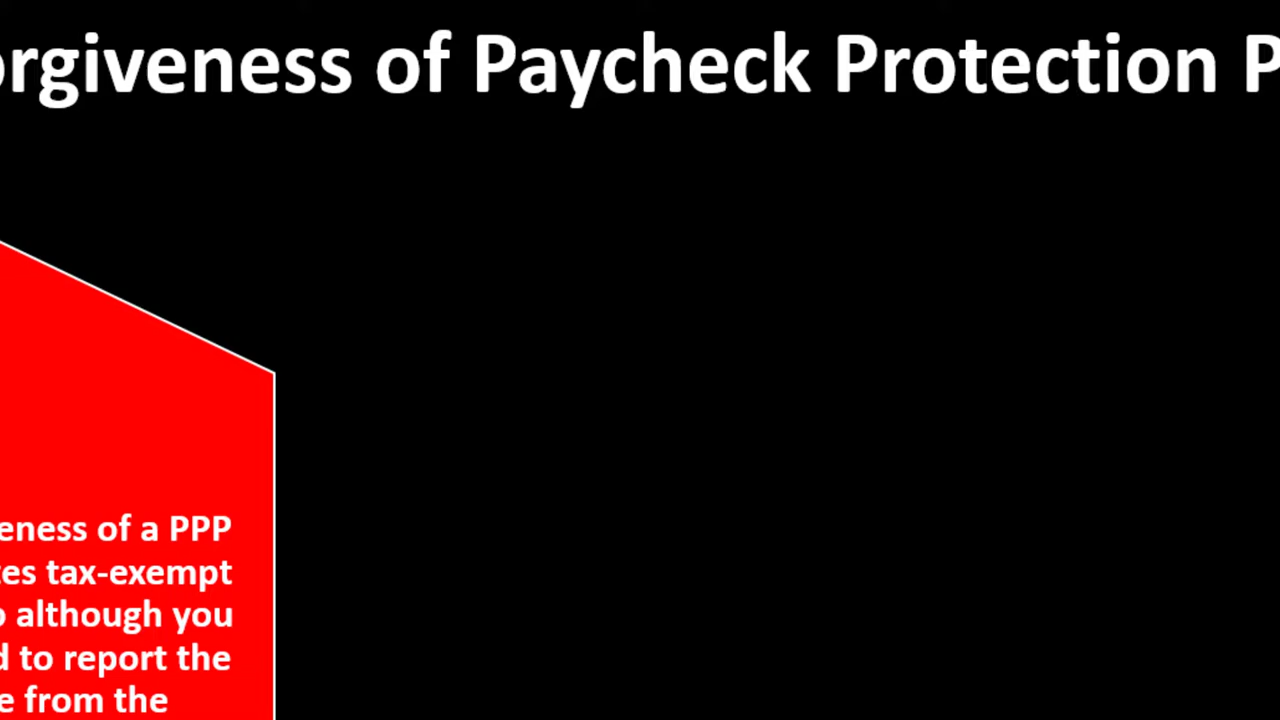 orgiveness of Paycheck Protection P
eness of a PPP
es tax-exempt
although you
to report the
e from the